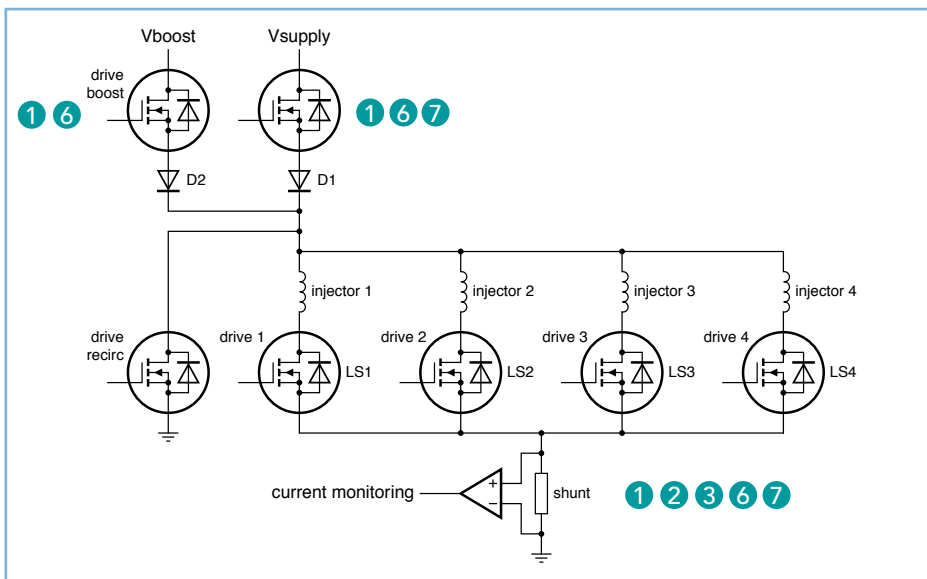 Vboost
Vsupply
drive
boost
1 6
1 6 7
D2
D1
injector 1
injector 2
injector 3
injector 4
drive
recirc
drive 1
drive 2
drive 3
drive 4
LS1
LS2
LS3
LS4
current monitoring
+
−
shunt
1 2 3 6 7